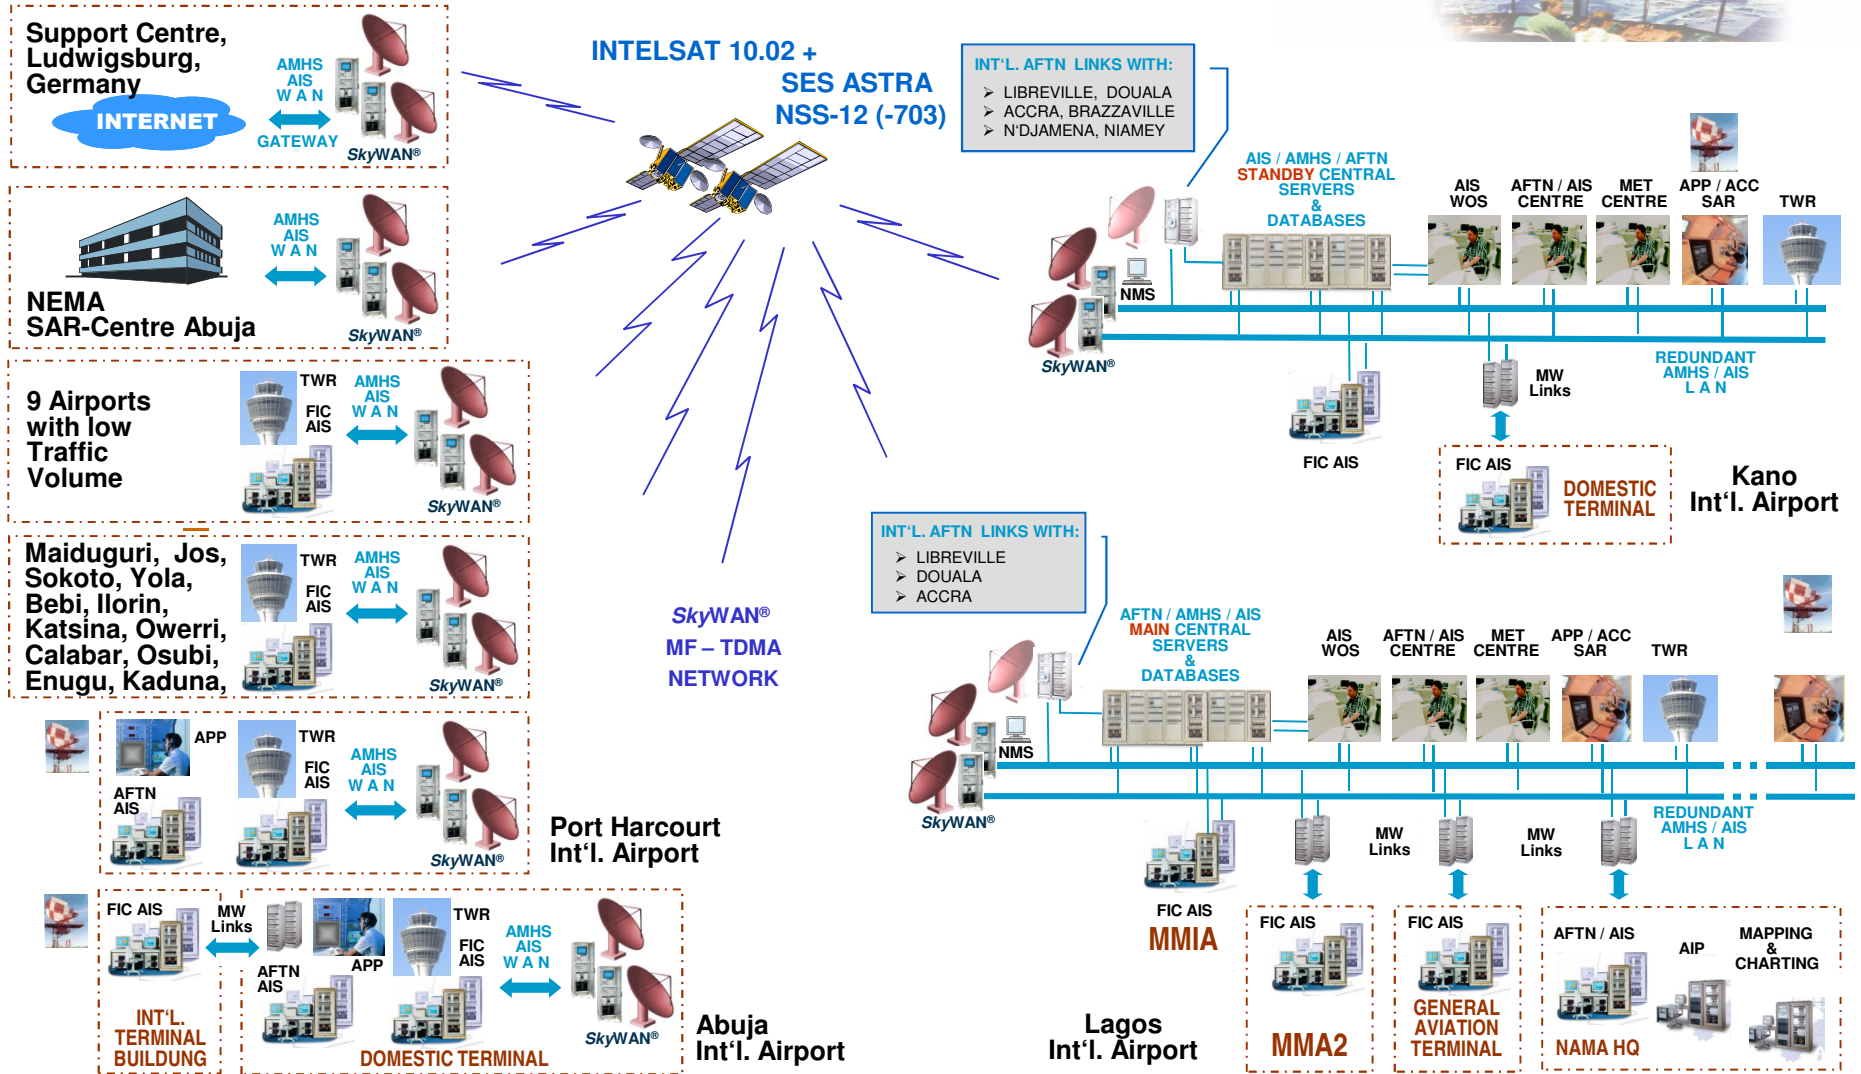 Support Centre,
Ludwigsburg,
Germany
INTERNET
AMHS
AIS
W A N
GATEWAY
SkyWAN®
NEMA
SAR-Centre Abuja
AMHS
AIS
W A N
SkyWAN®
9 Airports
with low
Traffic
Volume
TWR
FIC
AIS
AMHS
AIS
W A N
SkyWAN®
Maiduguri, Jos,
Sokoto, Yola,
Bebi, Ilorin,
Katsina, Owerri,
Calabar, Osubi,
Enugu, Kaduna,
TWR
FIC
AIS
AMHS
AIS
W A N
SkyWAN®
APP
AFTN
AIS
TWR
FIC
AIS
AMHS
AIS
W A N
SkyWAN®
Port Harcourt
Int‘l. Airport
FIC AIS
INT‘L.
TERMINAL
BUILDUNG
MW
Links
AFTN
AIS
APP
TWR
FIC
AIS
AMHS
AIS
W A N
SkyWAN®
DOMESTIC TERMINAL
Abuja
Int‘l. Airport
INTELSAT 10.02 +
SES ASTRA
NSS-12 (-703)
SkyWAN®
MF – TDMA
NETWORK
INT‘L. AFTN LINKS WITH:
➢ LIBREVILLE, DOUALA
➢ ACCRA, BRAZZAVILLE
➢ N‘DJAMENA, NIAMEY
AIS / AMHS / AFTN
STANDBY CENTRAL
SERVERS
&
DATABASES
AIS
WOS
AFTN / AIS
CENTRE
MET
CENTRE
APP / ACC
SAR
TWR
NMS
SkyWAN®
REDUNDANT
AMHS / AIS
L A N
MW
Links
FIC AIS
FIC AIS
DOMESTIC
TERMINAL
Kano
Int‘l. Airport
INT‘L. AFTN LINKS WITH:
➢ LIBREVILLE
➢ DOUALA
➢ ACCRA
AFTN / AMHS / AIS
MAIN CENTRAL
SERVERS
&
DATABASES
AIS
WOS
AFTN / AIS
CENTRE
MET
CENTRE
APP / ACC
SAR
TWR
NMS
SkyWAN®
REDUNDANT
AMHS / AIS
L A N
MW
Links
MW
Links
FIC AIS
MMIA
FIC AIS
MMA2
FIC AIS
GENERAL
AVIATION
TERMINAL
AFTN / AIS
AIP
MAPPING
&
CHARTING
NAMA HQ
Lagos
Int‘l. Airport